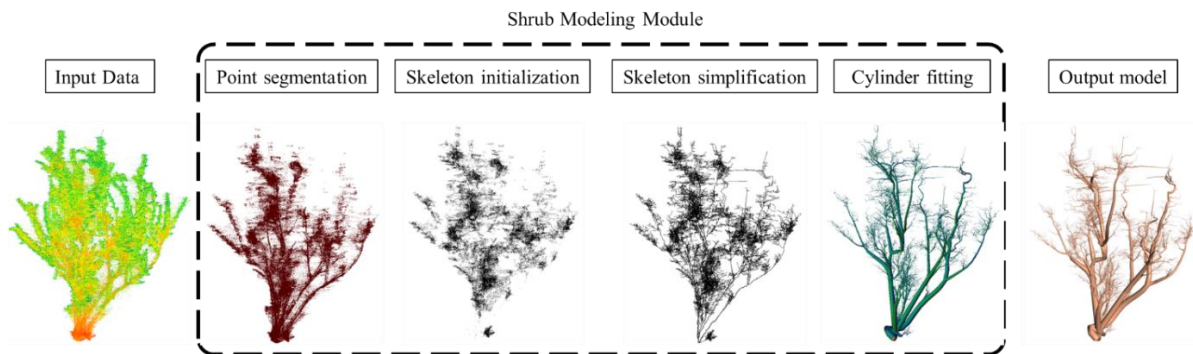 Shrub Modeling Module
Input Data
Point segmentation
Skeleton initialization
Skeleton simplification
Cylinder fitting
Output model